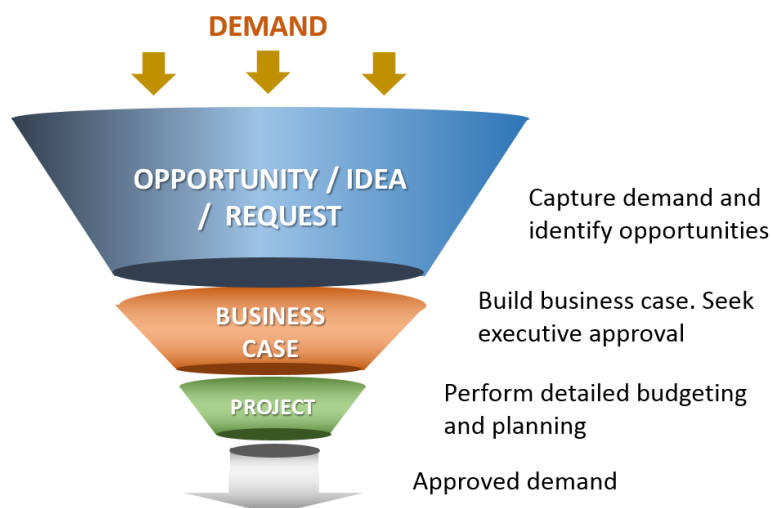 DEMAND
OPPORTUNITY / IDEA
/ REQUEST
Capture demand and
identify opportunities
BUSINESS
CASE
Build business case. Seek
executive approval
PROJECT
Perform detailed budgeting
and planning
Approved demand